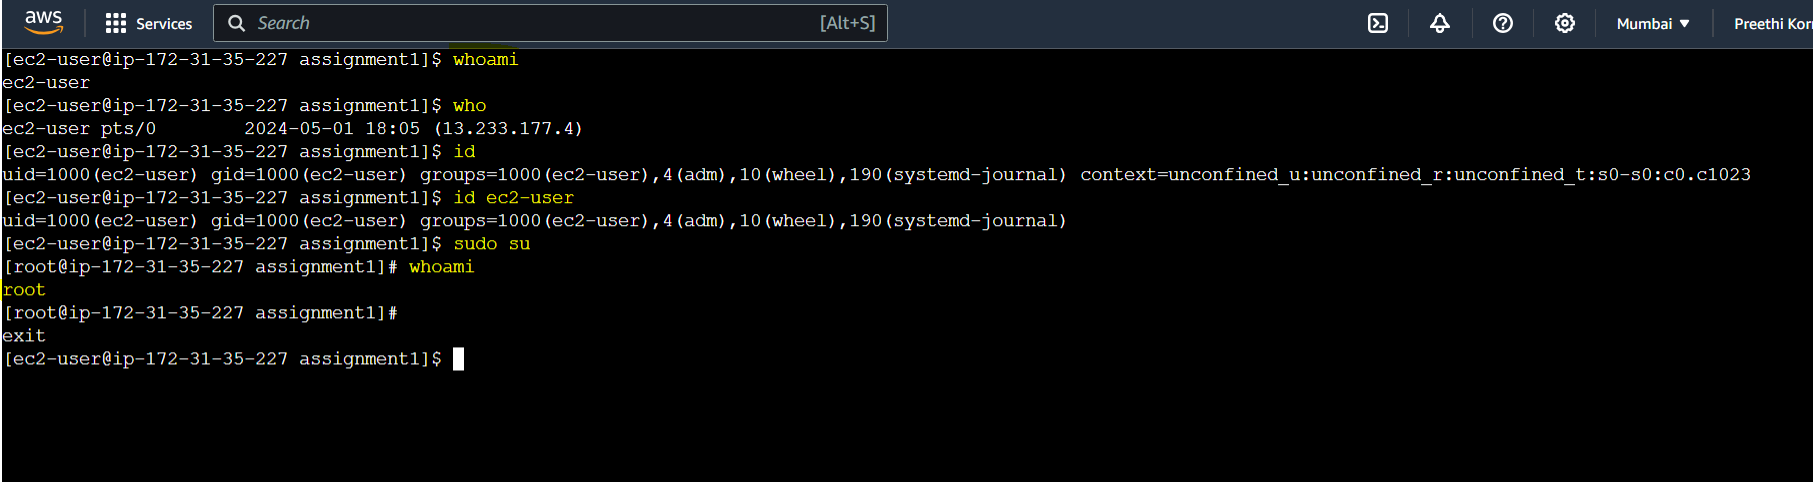 aws Services Search [Alt+S] Mumbai Preethi Kor
[ec2-user@ip-172-31-35-227 assignment1]$ whoami
ec2-user
[ec2-user@ip-172-31-35-227 assignment1]$ who
ec2-user pts/0        2024-05-01 18:05 (13.233.177.4)
[ec2-user@ip-172-31-35-227 assignment1]$ id
uid=1000(ec2-user) gid=1000(ec2-user) groups=1000(ec2-user),4(adm),10(wheel),190(systemd-journal) context=unconfined_u:unconfined_r:unconfined_t:s0-s0:c0.c1023
[ec2-user@ip-172-31-35-227 assignment1]$ id ec2-user
uid=1000(ec2-user) gid=1000(ec2-user) groups=1000(ec2-user),4(adm),10(wheel),190(systemd-journal)
[ec2-user@ip-172-31-35-227 assignment1]$ sudo su
[root@ip-172-31-35-227 assignment1]# whoami
root
[root@ip-172-31-35-227 assignment1]#
exit
[ec2-user@ip-172-31-35-227 assignment1]$